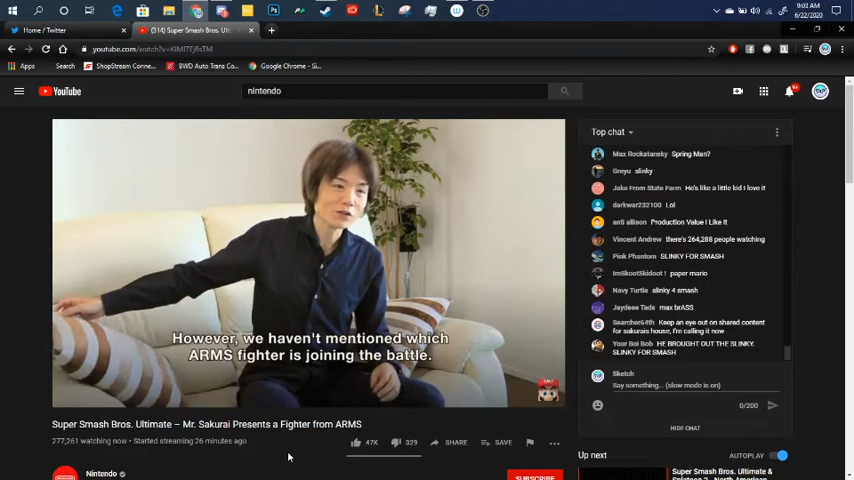 9:03 AM
6/22/2020
Home / Twitter
(314) Super Smash Bros. Ul
youtube.com/watch?v=
Apps
Search
ShopStream Conne...
BWD Auto Trans Co...
Google Chrome - Si...
YouTube
nintendo
9+
Top chat
Max Rockatansky Spring Man?
Greyu slinky
Jake From State Farm He's like a little kid I love it
darkwar232100 Lol
anti allison Production Value I Like It
Vincent Andrew there's 264,288 people watching
Pink Phantom SLINKY FOR SMASH
ImSkootSkidoot ! paper mario
Navy Turtle slinky 4 smash
Jaydeee Tada max brASS
Searcher64th Keep an eye out on shared content
for sakurais house, I'm calling it now
Your Boi Bob HE BROUGHT OUT THE SLINKY.
SLINKY FOR SMASH
However, we haven't mentioned which
ARMS fighter is joining the battle.
Sketch
Say something... (slow mode is on)
0/200
HIDE CHAT
Super Smash Bros. Ultimate – Mr. Sakurai Presents a Fighter from ARMS
277,261 watching now • Started streaming 26 minutes ago
47K
329
SHARE
SAVE
Up next
AUTOPLAY
Nintendo
SUBSCRIBE
Super Smash Bros. Ultimate &
Splatoon 2 - North American